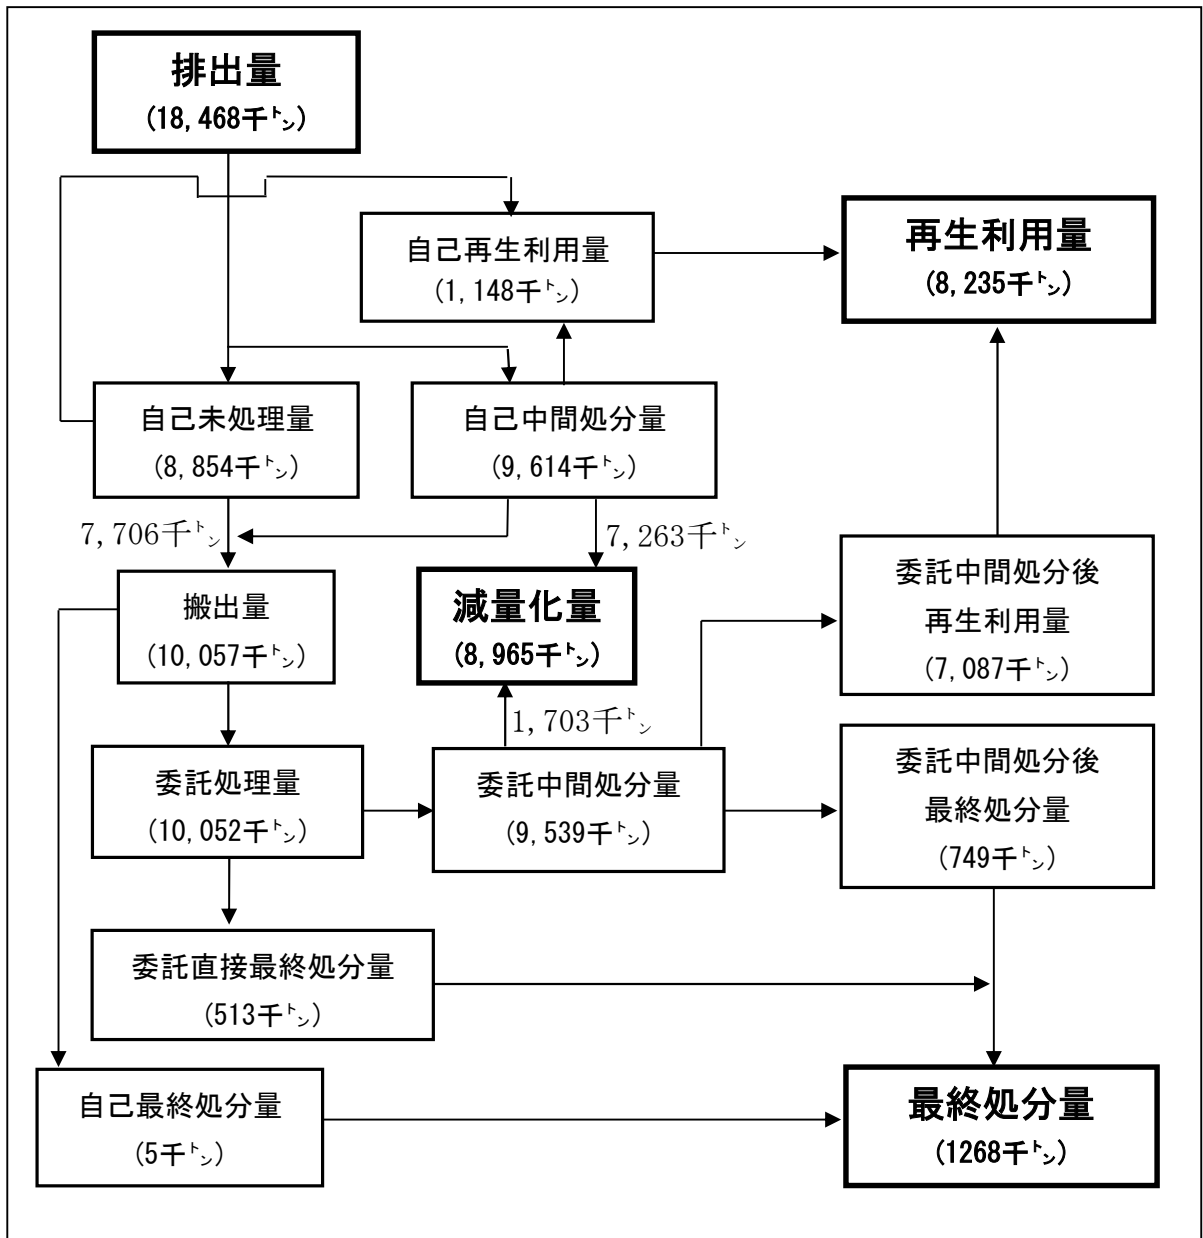 排出量
(18,468千㌧)
自己再生利用量
(1,148千㌧)
再生利用量
(8,235千㌧)
自己未処理量
(8,854千㌧)
自己中間処分量
(9,614千㌧)
7,706千㌧
7,263千㌧
搬出量
(10,057千㌧)
減量化量
(8,965千㌧)
委託中間処分後
再生利用量
(7,087千㌧)
1,703千㌧
委託処理量
(10,052千㌧)
委託中間処分量
(9,539千㌧)
委託中間処分後
最終処分量
(749千㌧)
委託直接最終処分量
(513千㌧)
自己最終処分量
(5千㌧)
最終処分量
(1268千㌧)